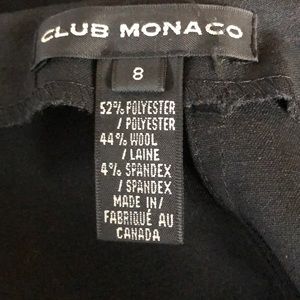 CLUB MONACO
8
52% POLYESTER
/ POLYESTER
44% WOOL
/ LAINE
4% SPANDEX
/ SPANDEX
MADE IN/
FABRIQUÉ AU
CANADA